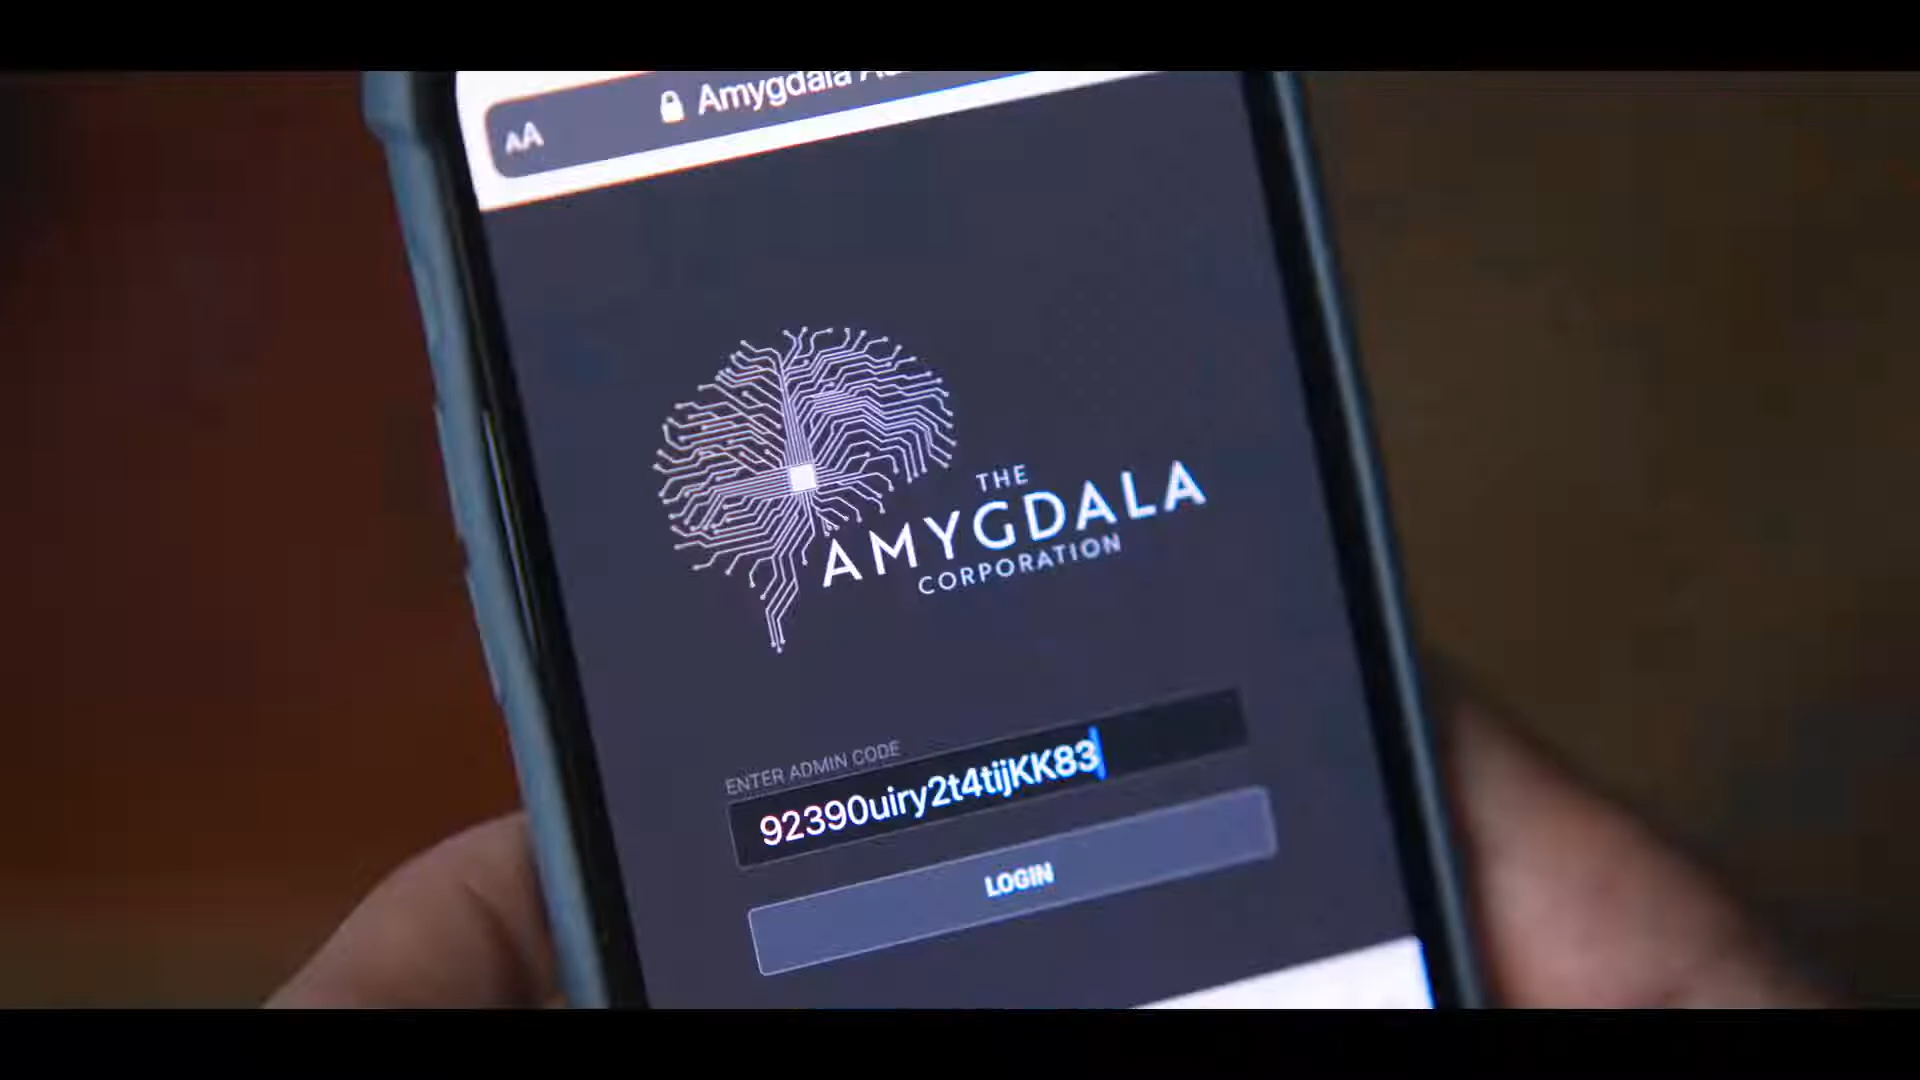 AA
Amygdala
THE
AMYGDALA
CORPORATION
ENTER ADMIN CODE
92390uiry2t4tijKK83
LOGIN